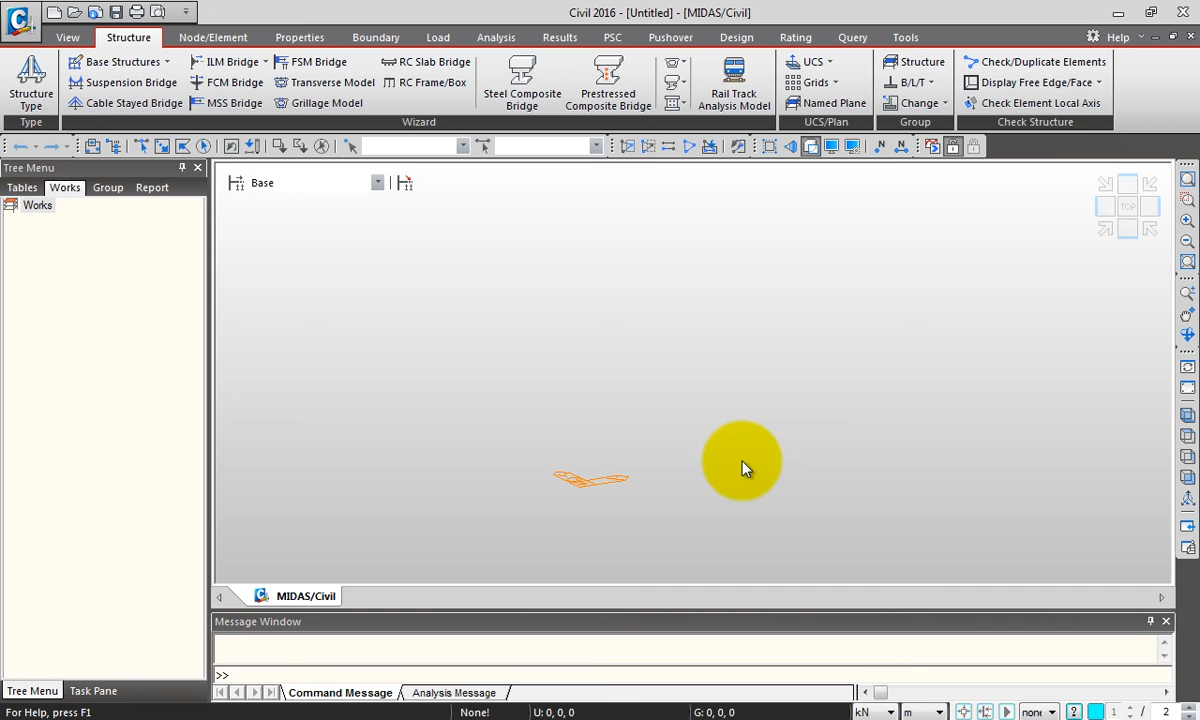 Civil 2016 - [Untitled] - [MIDAS/Civil]
View Structure Node/Element Properties Boundary Load Analysis Results PSC Pushover Design Rating Query Tools Help
Structure Type
Type
Base Structures
Suspension Bridge
Cable Stayed Bridge
ILM Bridge
FCM Bridge
MSS Bridge
FSM Bridge
Transverse Model
Grillage Model
RC Slab Bridge
RC Frame/Box
Steel Composite Bridge
Prestressed Composite Bridge
Rail Track Analysis Model
Wizard
UCS
Grids
Named Plane
UCS/Plan
Structure
B/L/T
Change
Group
Check/Duplicate Elements
Display Free Edge/Face
Check Element Local Axis
Check Structure
Tree Menu
Tables Works Group Report
Works
Base
TOP
MIDAS/Civil
Message Window
>>
Command Message Analysis Message
Tree Menu Task Pane
For Help, press F1
None!
U: 0, 0, 0
G: 0, 0, 0
kN
m
none
1 / 2